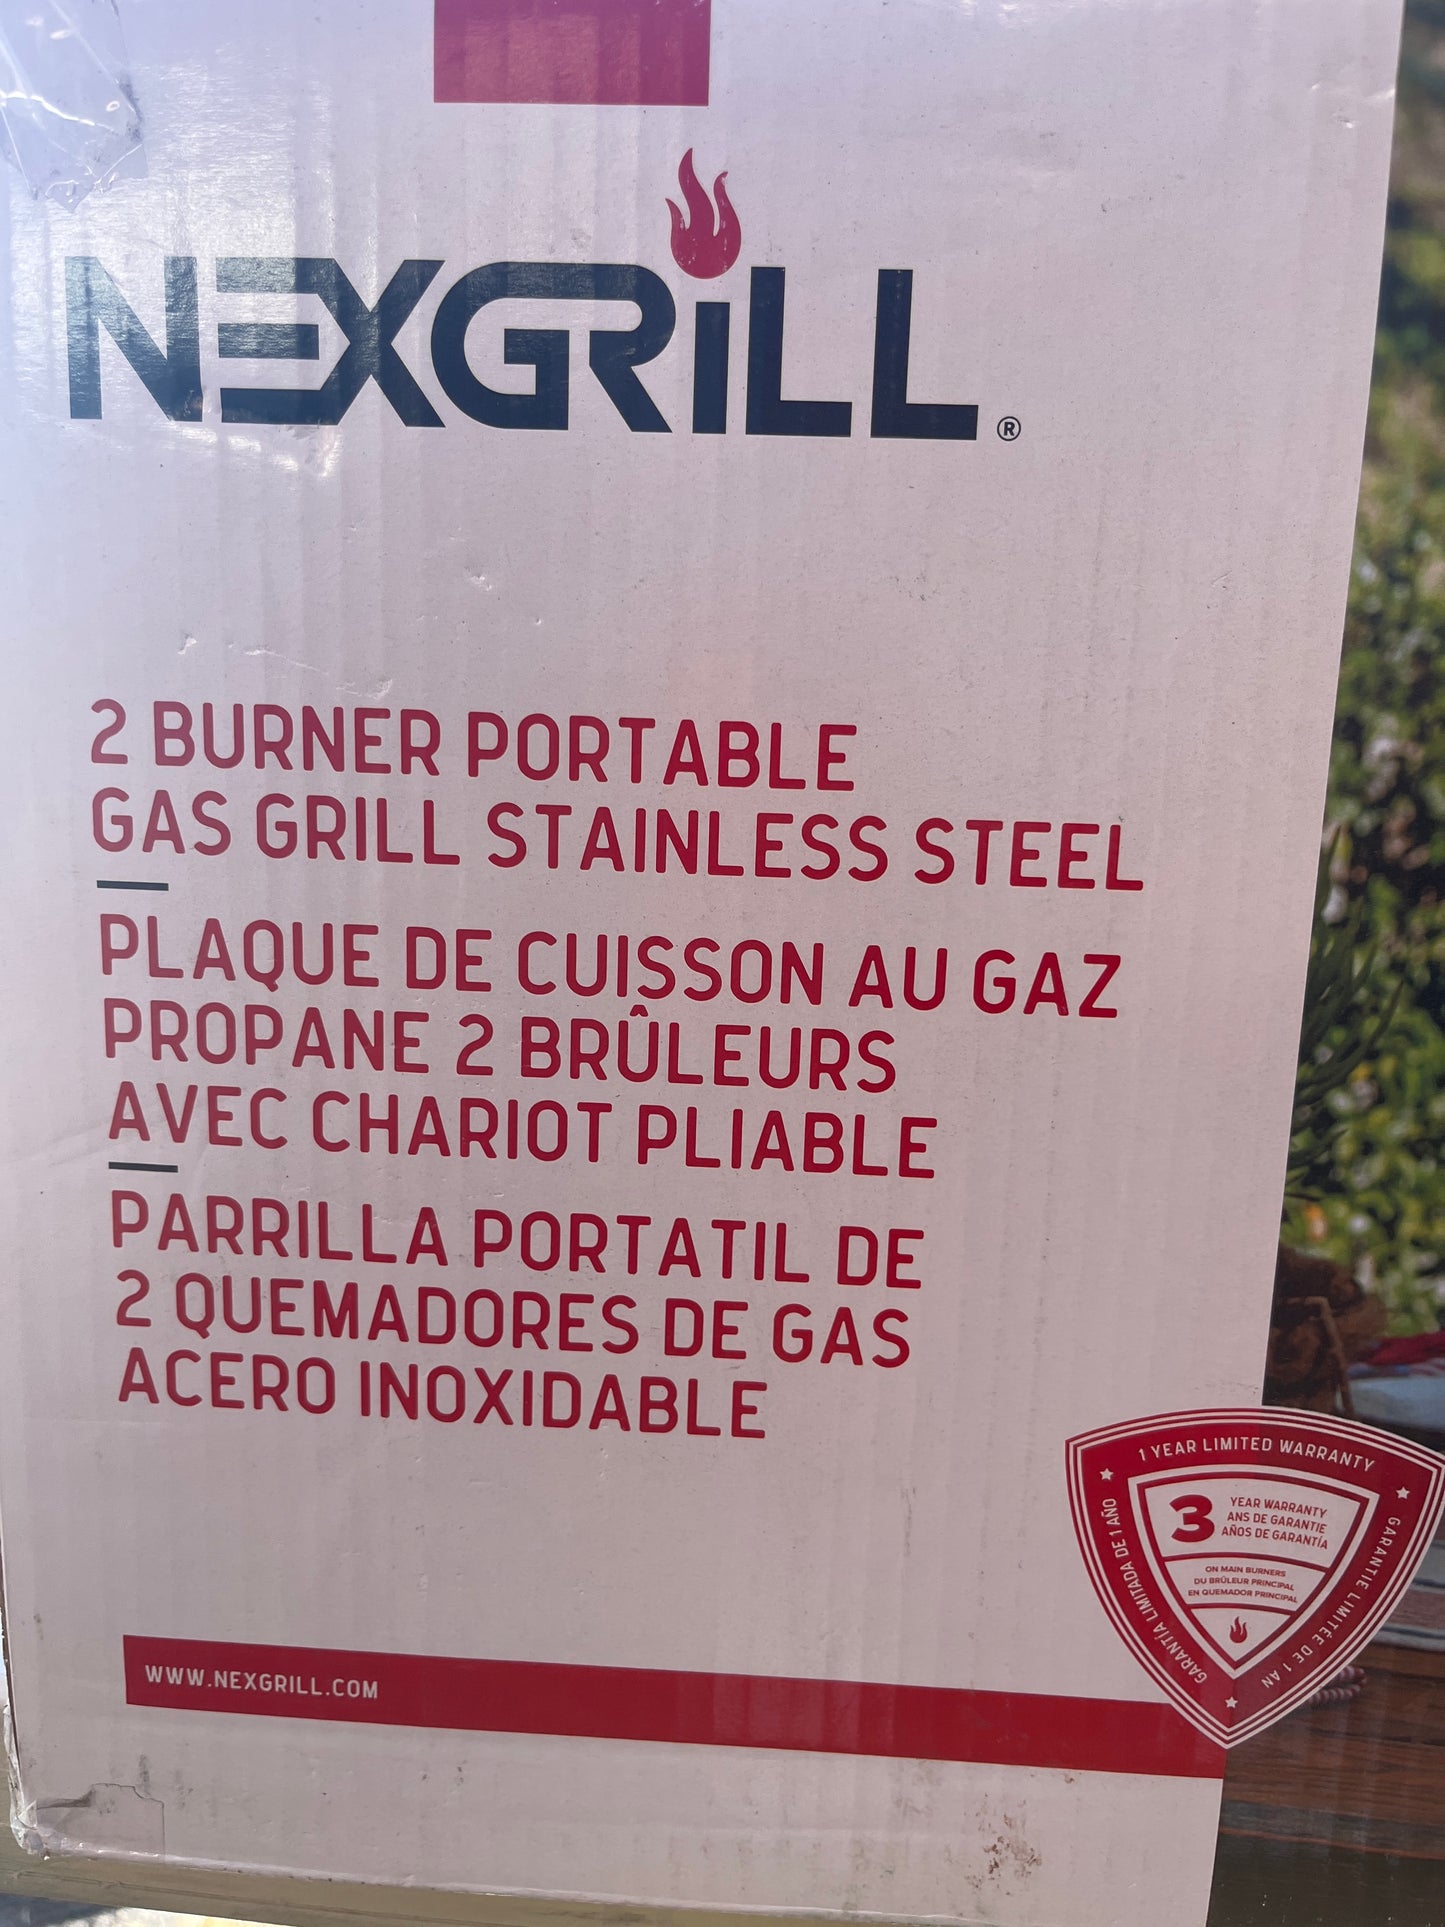 NEXGRILL®
2 BURNER PORTABLE
GAS GRILL STAINLESS STEEL
PLAQUE DE CUISSON AU GAZ
PROPANE 2 BRÛLEURS
AVEC CHARIOT PLIABLE
PARRILLA PORTATIL DE
2 QUEMADORES DE GAS
ACERO INOXIDABLE
1 YEAR LIMITED WARRANTY
GARANTIE LIMITÉE DE 1 AN
GARANTÍA LIMITADA DE 1 AÑO
3 YEAR WARRANTY
ANS DE GARANTIE
AÑOS DE GARANTÍA
ON MAIN BURNERS
DU BRÛLEUR PRINCIPAL
EN QUEMADOR PRINCIPAL
WWW.NEXGRILL.COM